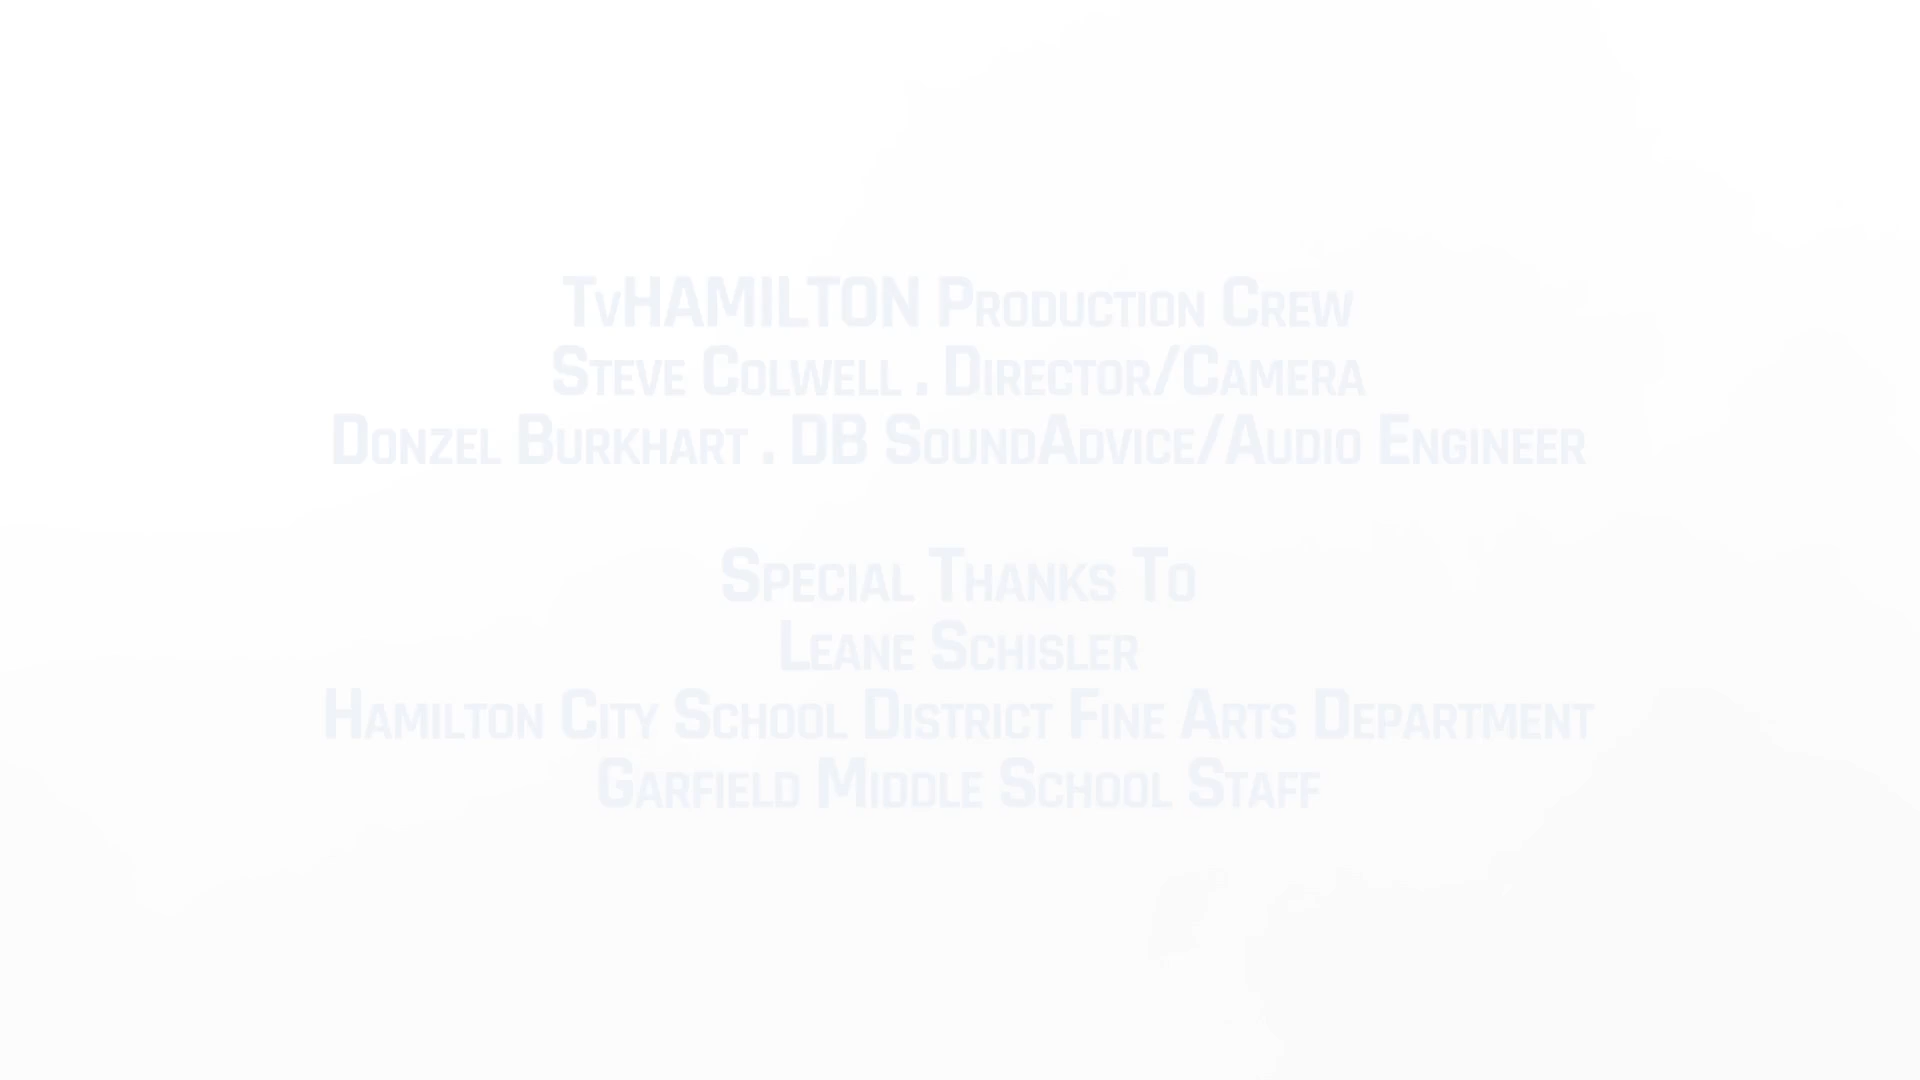 TvHAMILTON Production Crew
Steve Colwell . Director/Camera
Donzel Burkhart . DB SoundAdvice/Audio Engineer
Special Thanks To
Leane Schisler
Hamilton City School District Fine Arts Department
Garfield Middle School Staff